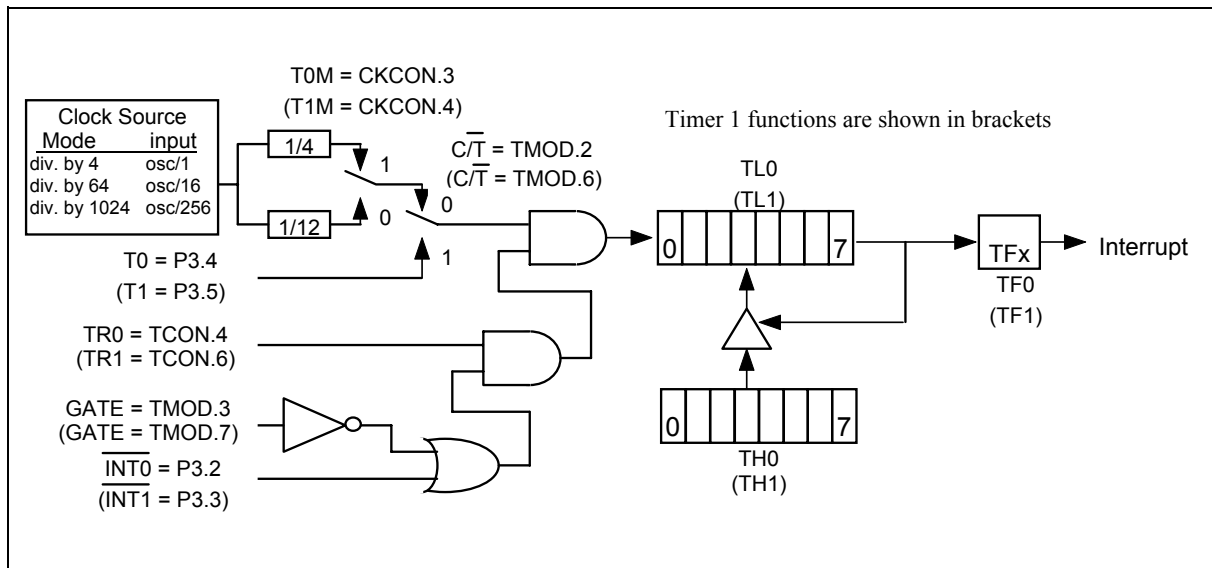 T0M = CKCON.3
(T1M = CKCON.4)
Clock Source
Mode input
div. by 4 osc/1
div. by 64 osc/16
div. by 1024 osc/256
1/4
1
0
1/12
C/T̅ = TMOD.2
(C/T̅ = TMOD.6)
0
1
T0 = P3.4
(T1 = P3.5)
Timer 1 functions are shown in brackets
TL0
(TL1)
0 7
TFx
Interrupt
TF0
(TF1)
TR0 = TCON.4
(TR1 = TCON.6)
GATE = TMOD.3
(GATE = TMOD.7)
I̅N̅T̅0̅ = P3.2
(I̅N̅T̅1̅ = P3.3)
0 7
TH0
(TH1)